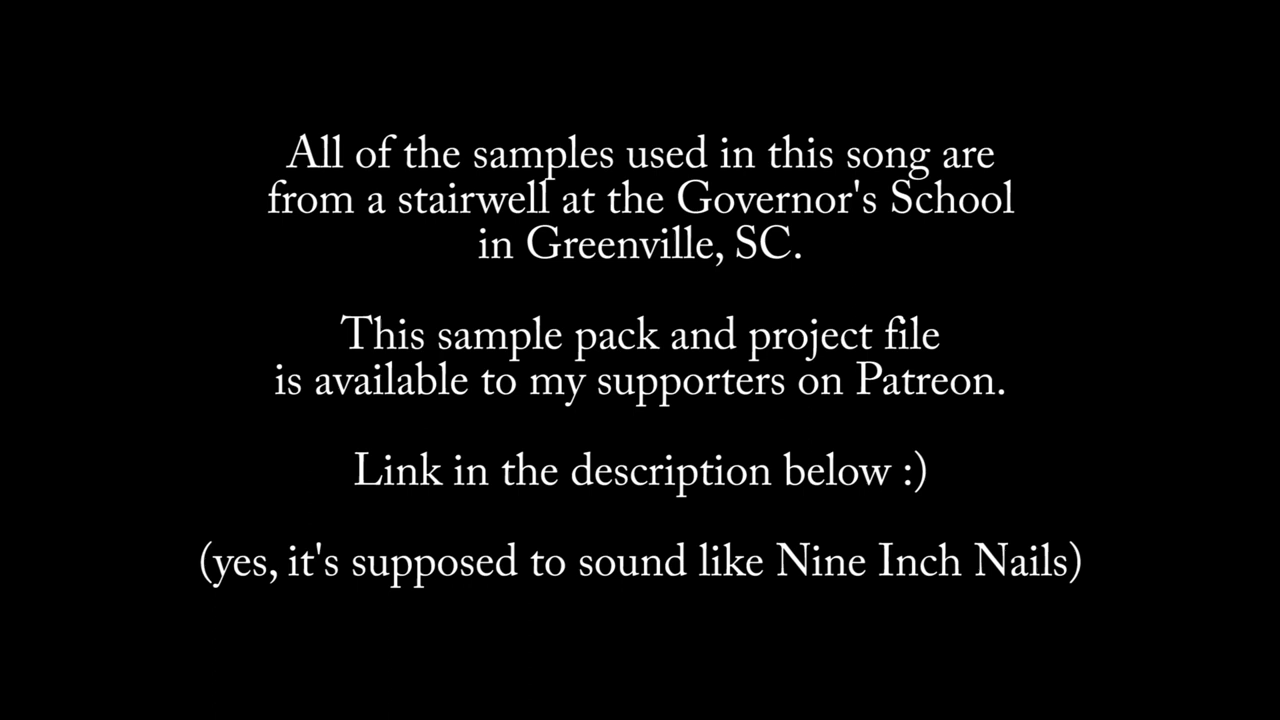 All of the samples used in this song are
from a stairwell at the Governor's School
in Greenville, SC.
This sample pack and project file
is available to my supporters on Patreon.
Link in the description below :)
(yes, it's supposed to sound like Nine Inch Nails)